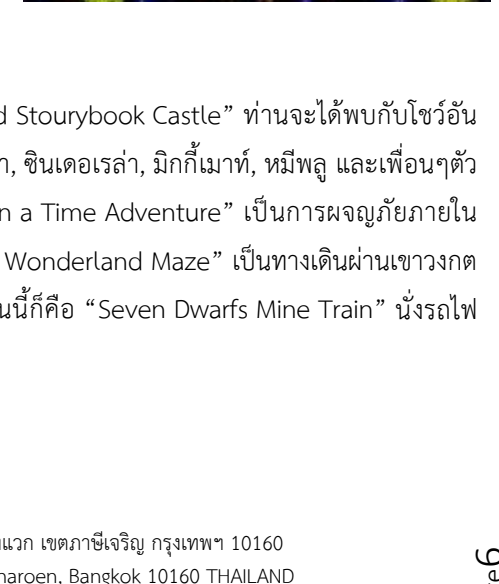 d Stourybook Castle” ท่านจะได้พบกับโชว์อัน
า, ซินเดอเรล่า, มิกกี้เมาท์, หมีพลู และเพื่อนๆตัว
n a Time Adventure” เป็นการผจญภัยภายใน
Wonderland Maze” เป็นทางเดินผ่านเขาวงกต
นนี้ก็คือ “Seven Dwarfs Mine Train” นั่งรถไฟ
แวก เขตภาษีเจริญ กรุงเทพฯ 10160
haroen, Bangkok 10160 THAILAND